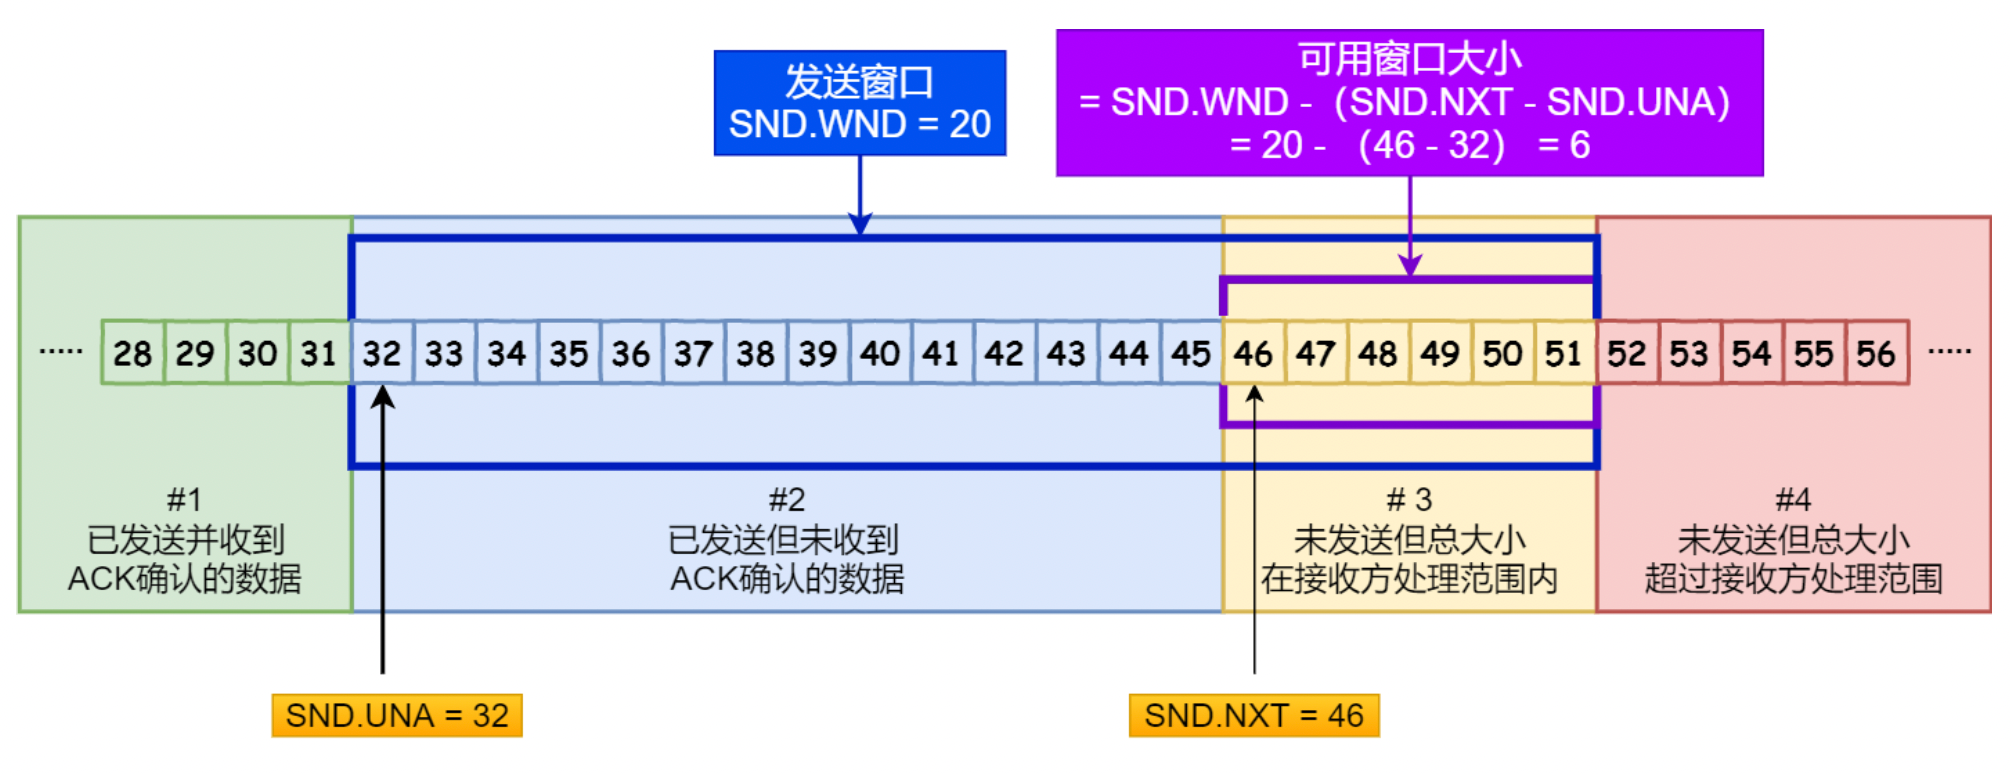 发送窗口
SND.WND = 20
可用窗口大小
= SND.WND - （SND.NXT - SND.UNA）
= 20 - （46 - 32） = 6
····· 28 29 30 31 32 33 34 35 36 37 38 39 40 41 42 43 44 45 46 47 48 49 50 51 52 53 54 55 56 ·····
#1
已发送并收到
ACK确认的数据
#2
已发送但未收到
ACK确认的数据
# 3
未发送但总大小
在接收方处理范围内
#4
未发送但总大小
超过接收方处理范围
SND.UNA = 32
SND.NXT = 46